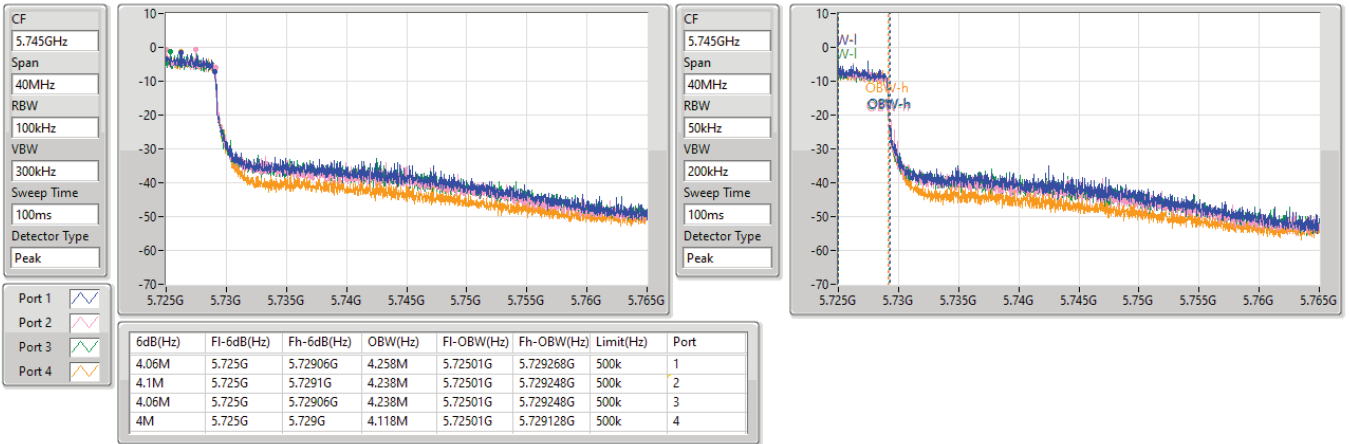 CF
5.745GHz
Span
40MHz
RBW
100kHz
VBW
300kHz
Sweep Time
100ms
Detector Type
Peak
10
0
-10
-20
-30
-40
-50
-60
-70
5.725G 5.73G 5.735G 5.74G 5.745G 5.75G 5.755G 5.76G 5.765G
CF
5.745GHz
Span
40MHz
RBW
50kHz
VBW
200kHz
Sweep Time
100ms
Detector Type
Peak
10
0
-10
-20
-30
-40
-50
-60
-70
W-l
W-l
OBW-h
OBW-h
5.725G 5.73G 5.735G 5.74G 5.745G 5.75G 5.755G 5.76G 5.765G
Port 1
Port 2
Port 3
Port 4
6dB(Hz) Fl-6dB(Hz) Fh-6dB(Hz) OBW(Hz) Fl-OBW(Hz) Fh-OBW(Hz) Limit(Hz) Port
4.06M 5.725G 5.72906G 4.258M 5.72501G 5.729268G 500k 1
4.1M 5.725G 5.7291G 4.238M 5.72501G 5.729248G 500k 2
4.06M 5.725G 5.72906G 4.238M 5.72501G 5.729248G 500k 3
4M 5.725G 5.729G 4.118M 5.72501G 5.729128G 500k 4